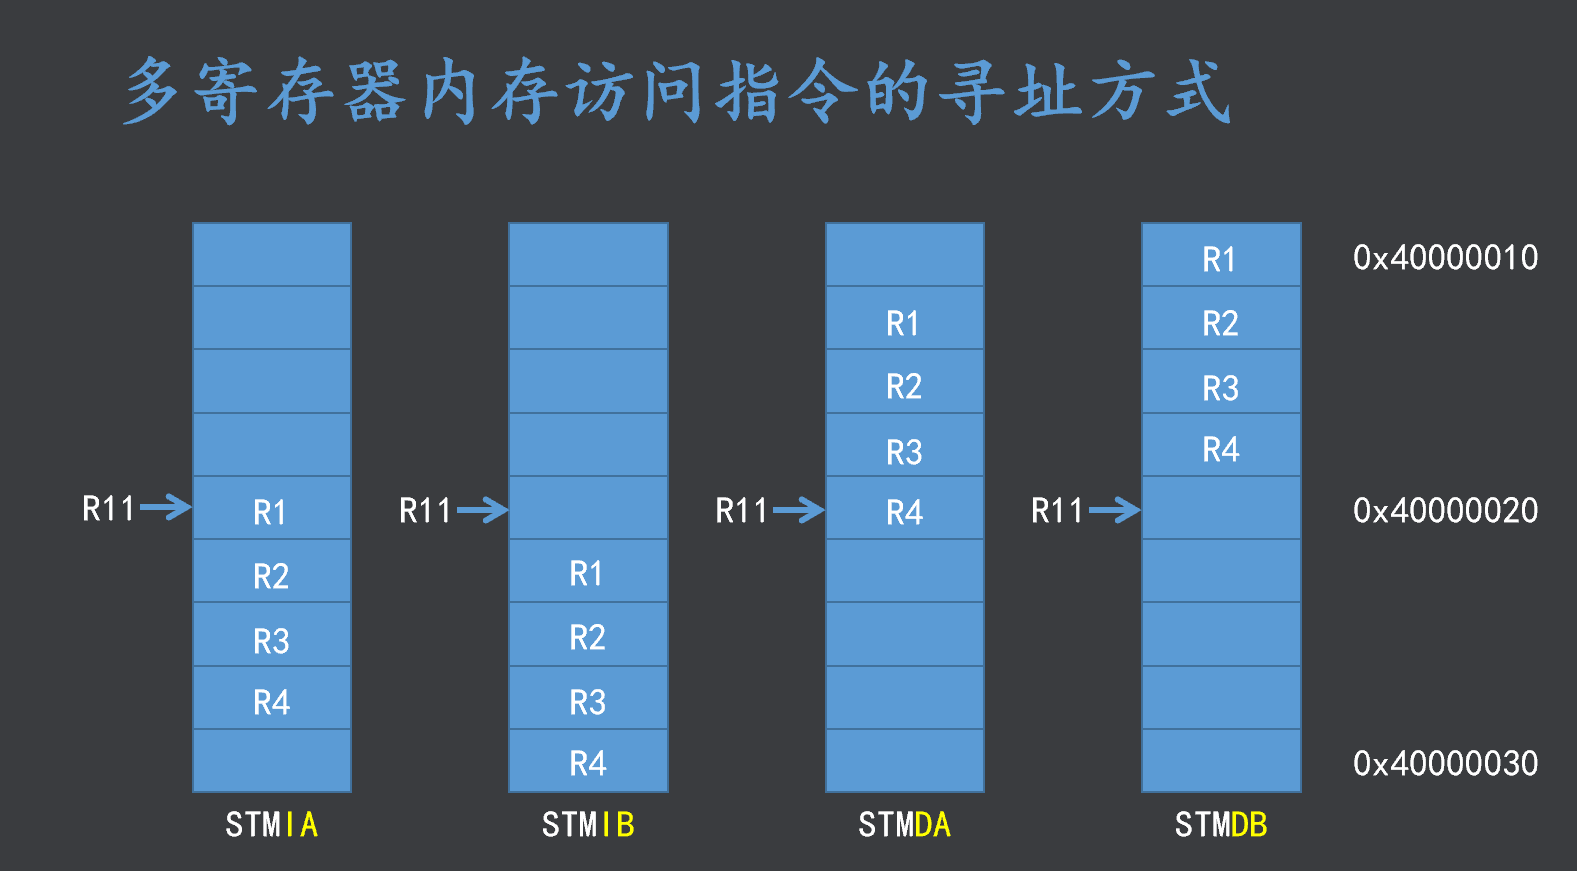 多寄存器内存访问指令的寻址方式
R1 0x40000010
R1 R2
R2 R3
R3 R4
R11 R1 R11 R11 R4 R11 0x40000020
R2 R1
R3 R2
R4 R3
R4 0x40000030
STMIA STMIB STMDA STMDB